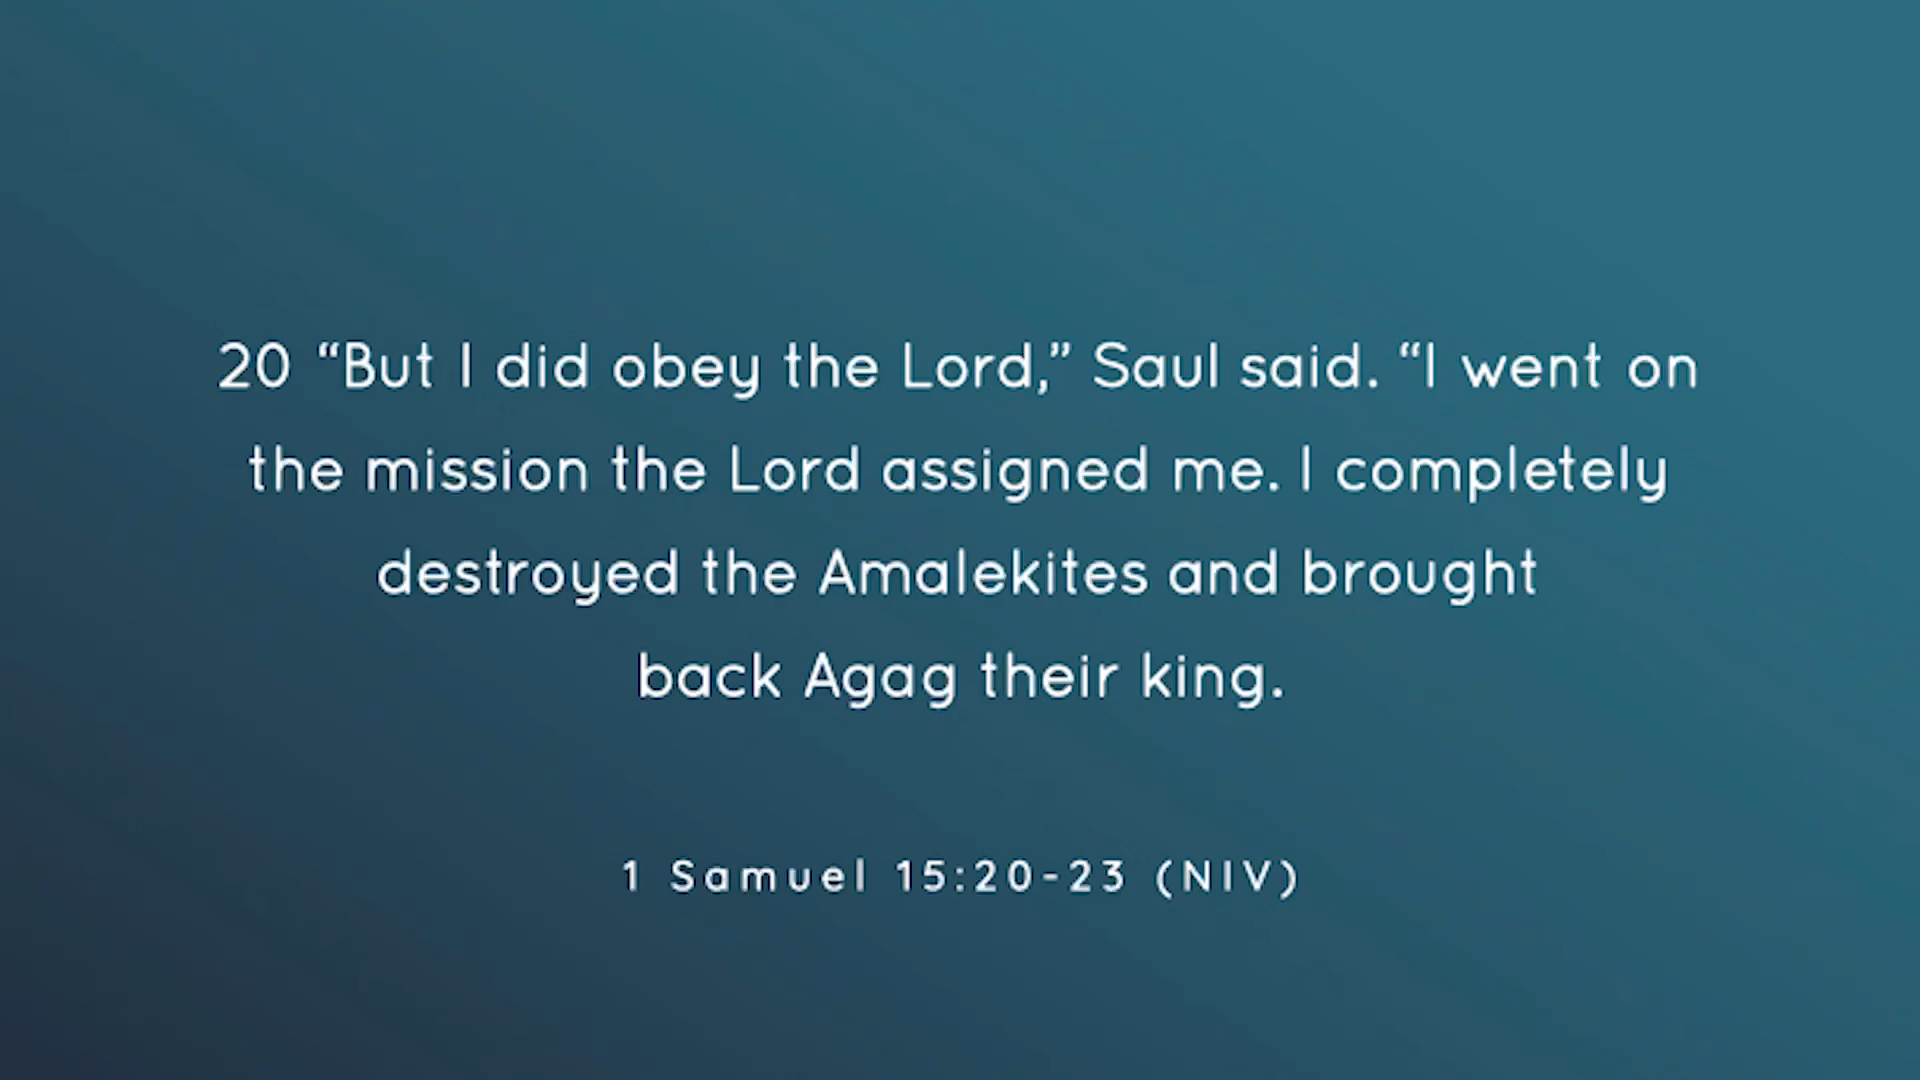 20 “But I did obey the Lord,” Saul said. “I went on
the mission the Lord assigned me. I completely
destroyed the Amalekites and brought
back Agag their king.
1 Samuel 15:20-23 (NIV)